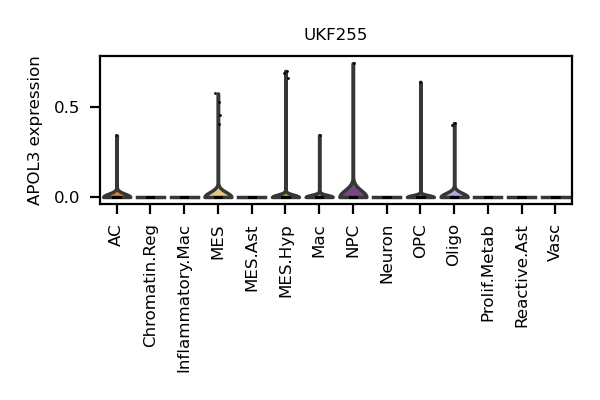 UKF255
APOL3 expression
0.5
0.0
AC
Chromatin.Reg
Inflammatory.Mac
MES
MES.Ast
MES.Hyp
Mac
NPC
Neuron
OPC
Oligo
Prolif.Metab
Reactive.Ast
Vasc